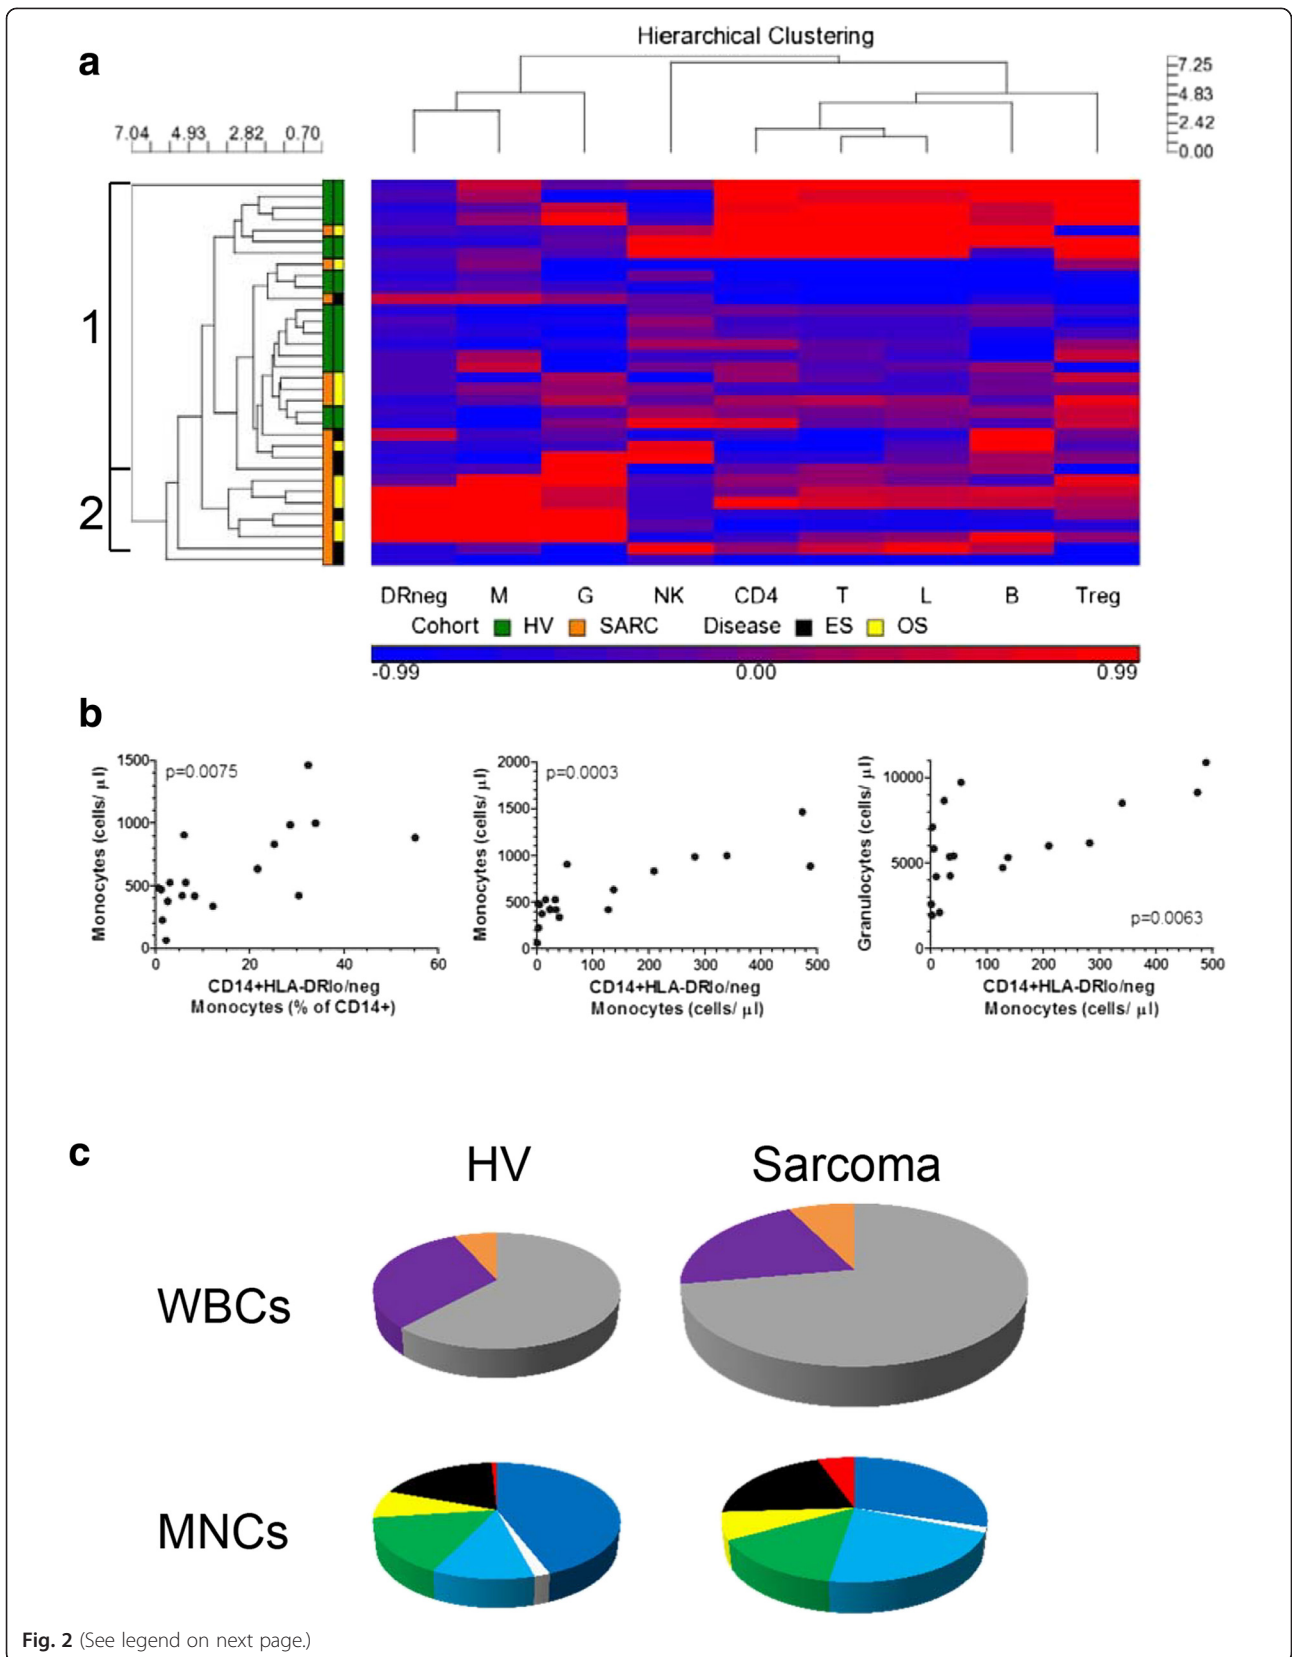 a
Hierarchical Clustering
7.25
4.83
2.42
0.00
7.04 4.93 2.82 0.70
1
2
DRneg M G NK CD4 T L B Treg
Cohort HV SARC Disease ES OS
-0.99 0.00 0.99
b
1500
1000
500
0
Monocytes (cells/ µl)
p=0.0075
0 20 40 60
CD14+HLA-DRlo/neg
Monocytes (% of CD14+)
2000
1500
1000
500
0
Monocytes (cells/ µl)
p=0.0003
0 100 200 300 400 500
CD14+HLA-DRlo/neg
Monocytes (cells/ µl)
10000
5000
0
Granulocytes (cells/ µl)
p=0.0063
0 100 200 300 400 500
CD14+HLA-DRlo/neg
Monocytes (cells/ µl)
c
HV Sarcoma
WBCs
MNCs
Fig. 2 (See legend on next page.)